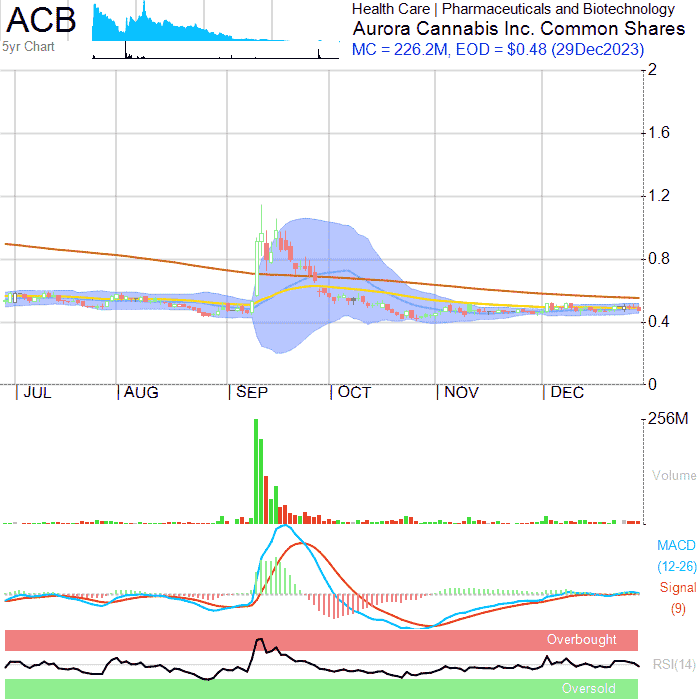 ACB
5yr Chart
Health Care | Pharmaceuticals and Biotechnology
Aurora Cannabis Inc. Common Shares
MC = 226.2M, EOD = $0.48 (29Dec2023)
2
1.6
1.2
0.8
0.4
0
JUL AUG SEP OCT NOV DEC
256M
Volume
MACD
(12-26)
Signal
(9)
Overbought
RSI(14)
Oversold